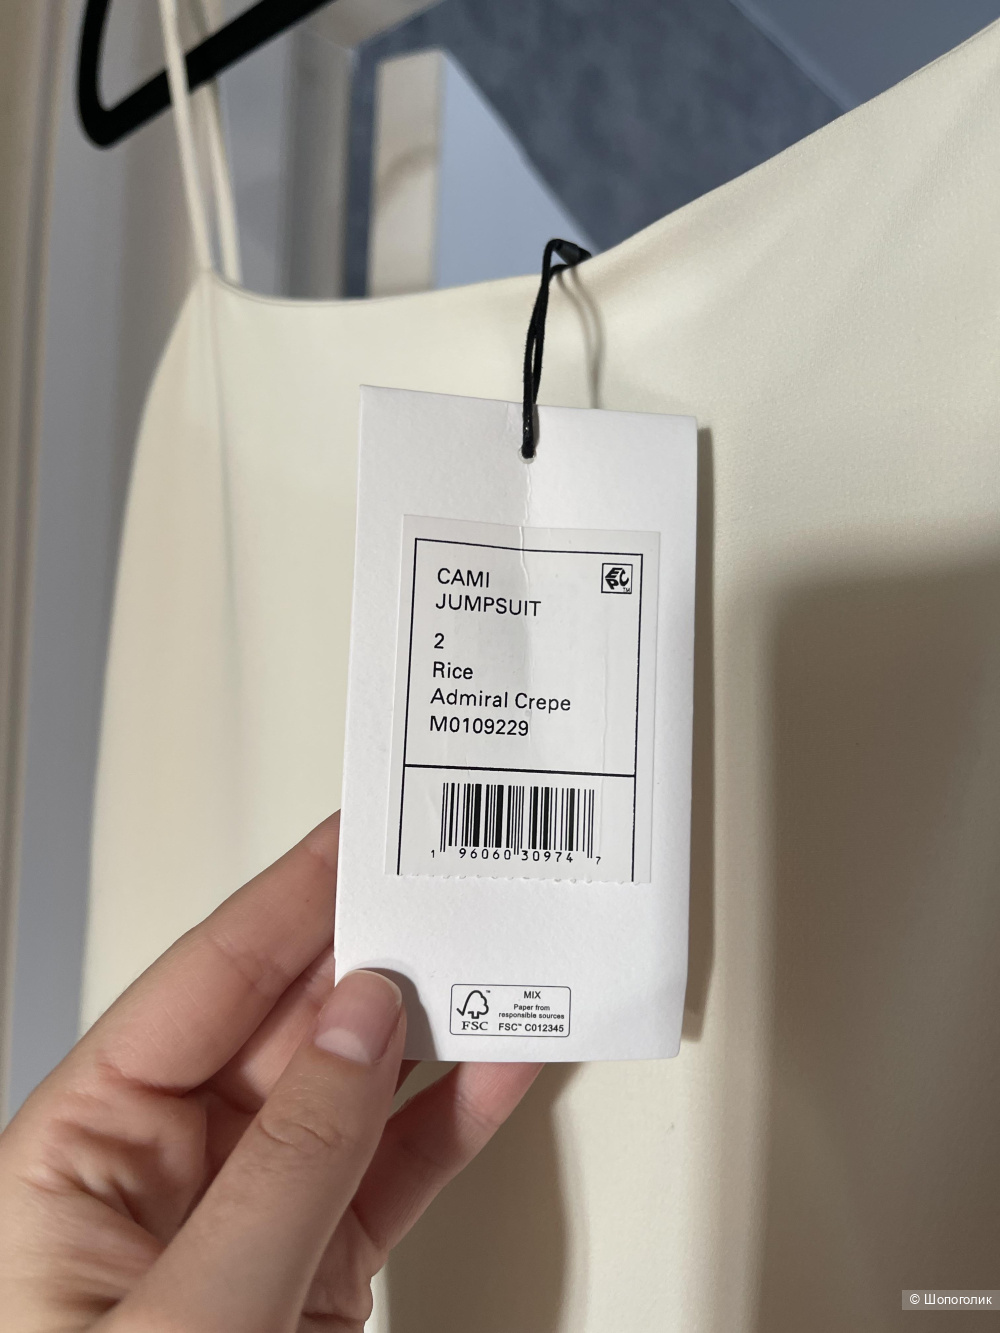 CAMI
JUMPSUIT
2
Rice
Admiral Crepe
M0109229
EPC™
1 96060 30974 7
MIX
Paper from
responsible sources
FSC™ C012345
FSC
© Шопоголик